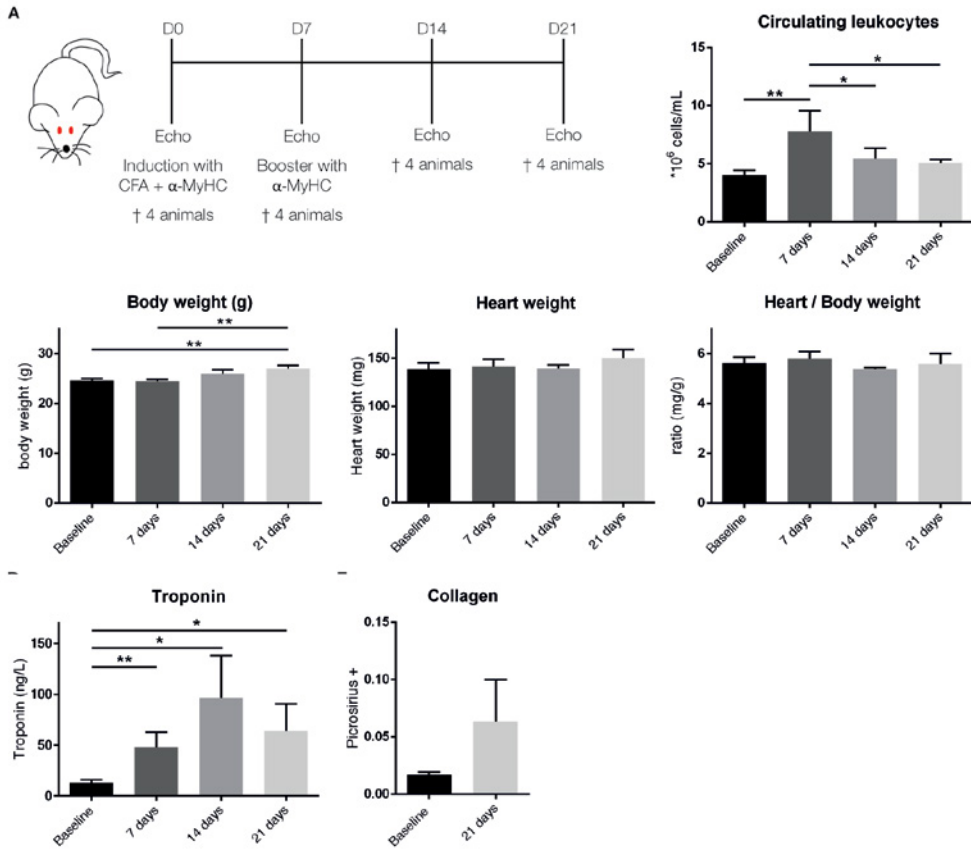 A
D0 D7 D14 D21
Echo Echo Echo Echo
Induction with
CFA + α-MyHC
† 4 animals
Booster with
α-MyHC
† 4 animals
† 4 animals
† 4 animals
Circulating leukocytes
* *
**
*10^6 cells/mL
15
10
5
0
Baseline 7 days 14 days 21 days
Body weight (g)
**
**
body weight (g)
30
20
10
0
Baseline 7 days 14 days 21 days
Heart weight
Heart weight (mg)
150
100
50
0
Baseline 7 days 14 days 21 days
Heart / Body weight
ratio (mg/g)
6
4
2
0
Baseline 7 days 14 days 21 days
Troponin
*
*
**
Troponin (ng/L)
150
100
50
0
Baseline 7 days 14 days 21 days
Collagen
Picrosirius +
0.15
0.10
0.05
0.00
Baseline 21 days